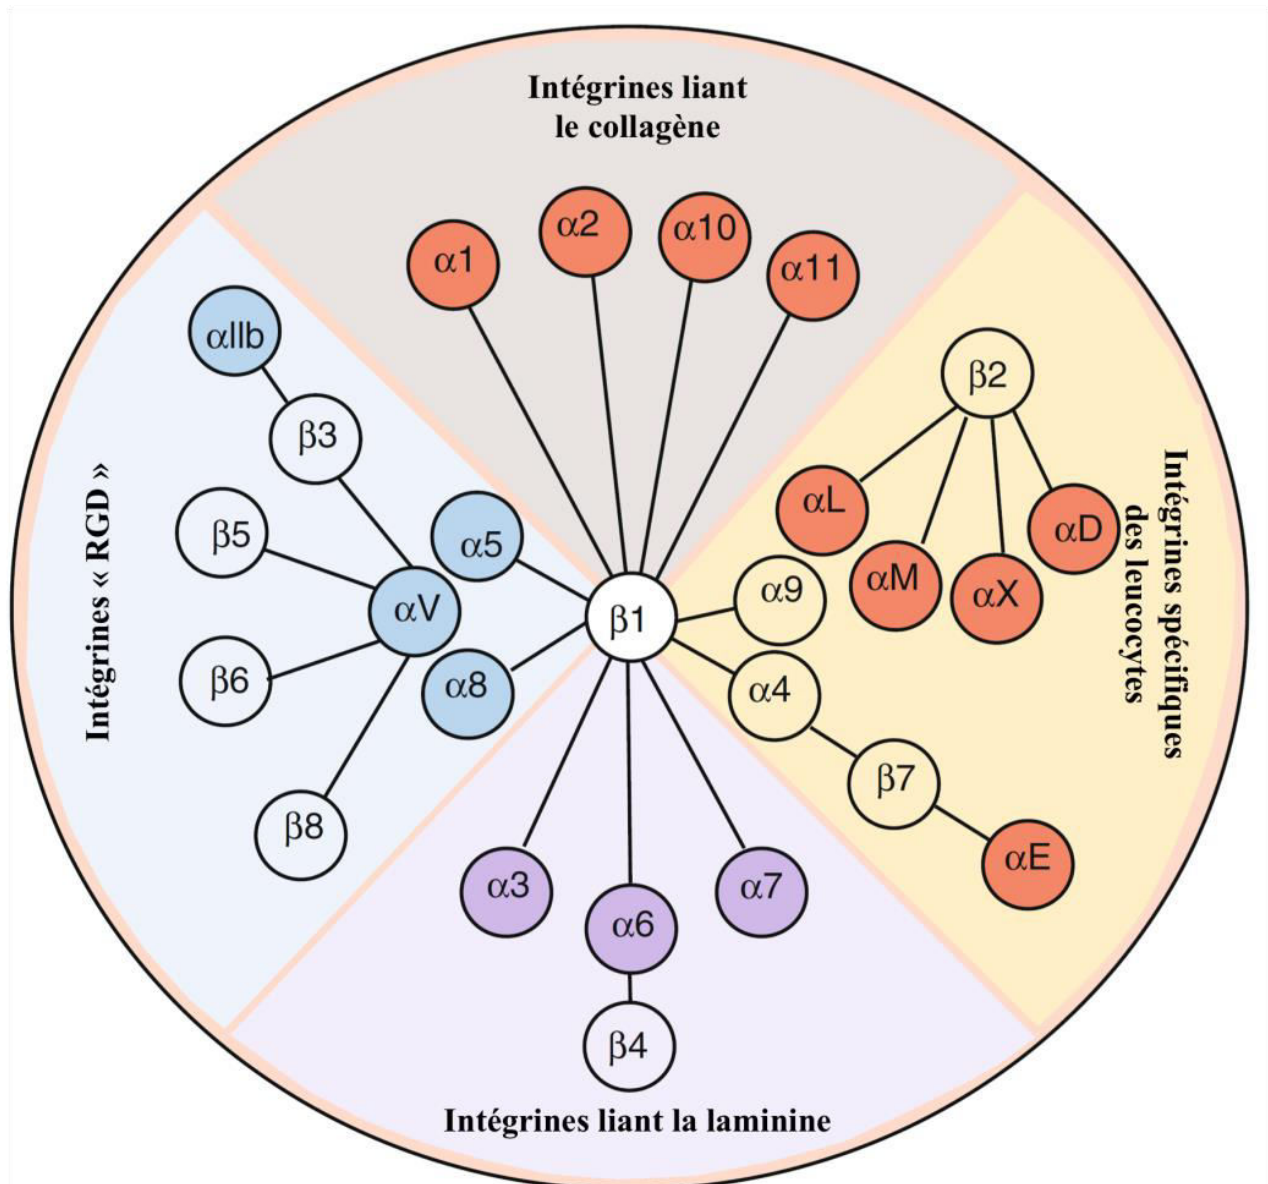 Intégrines liant
le collagène
α1
α2
α10
α11
αIIb
β3
β5
α5
αV
β6
α8
β8
Intégrines « RGD »
β1
β2
αL
αM
αX
αD
α9
α4
β7
αE
Intégrines spécifiques
des leucocytes
α3
α6
α7
β4
Intégrines liant la laminine